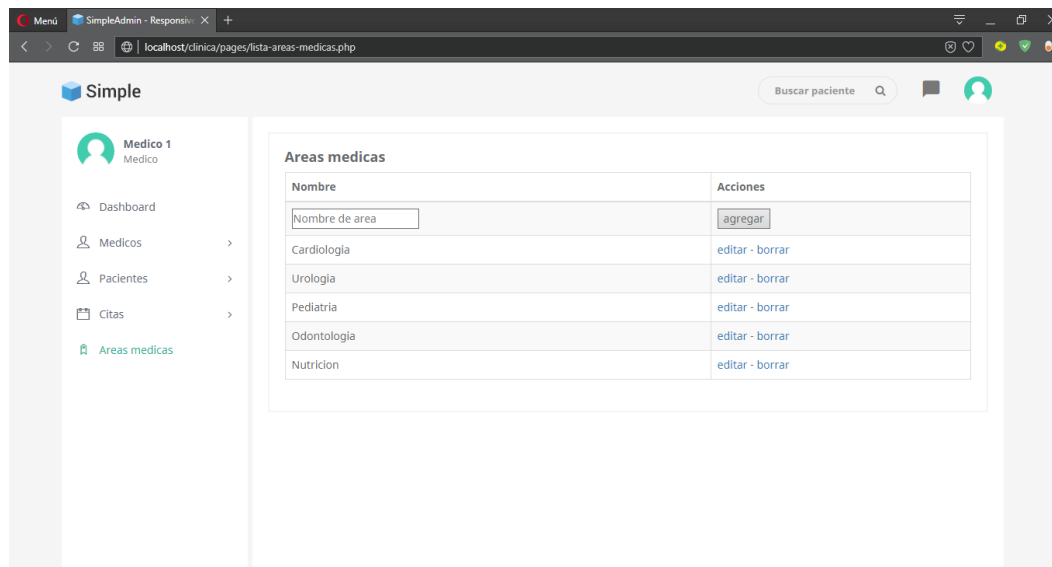 Menú
SimpleAdmin - Responsive
localhost/clinica/pages/lista-areas-medicas.php
Simple
Buscar paciente
Medico 1
Medico
Dashboard
Medicos
Pacientes
Citas
Areas medicas
Areas medicas
Nombre Acciones
Nombre de area agregar
Cardiologia editar - borrar
Urologia editar - borrar
Pediatria editar - borrar
Odontologia editar - borrar
Nutricion editar - borrar